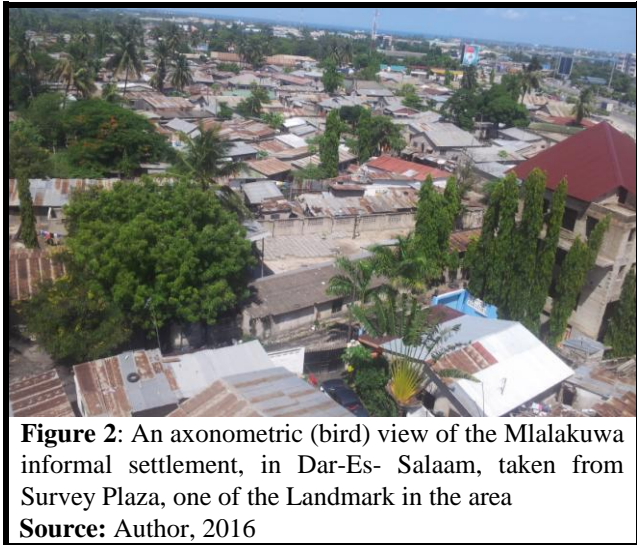 Figure 2: An axonometric (bird) view of the Mlalakuwa
informal settlement, in Dar-Es- Salaam, taken from
Survey Plaza, one of the Landmark in the area
Source: Author, 2016